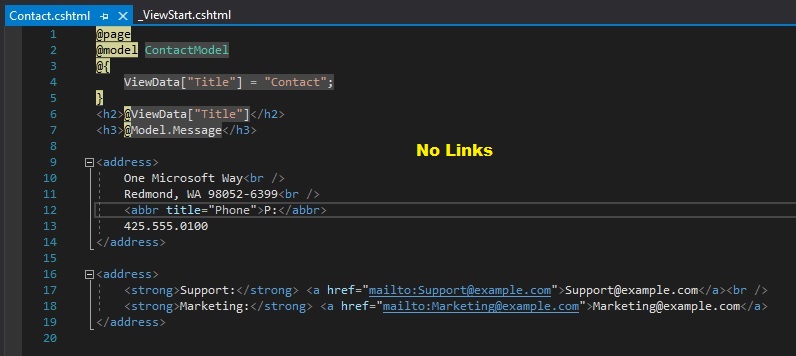 Contact.cshtml _ViewStart.cshtml
1 @page
2 @model ContactModel
3 @{
4 ViewData["Title"] = "Contact";
5 }
6 <h2>@ViewData["Title"]</h2>
7 <h3>@Model.Message</h3>
8
No Links
9 <address>
10 One Microsoft Way<br />
11 Redmond, WA 98052-6399<br />
12 <abbr title="Phone">P:</abbr>
13 425.555.0100
14 </address>
15
16 <address>
17 <strong>Support:</strong> <a href="mailto:Support@example.com">Support@example.com</a><br />
18 <strong>Marketing:</strong> <a href="mailto:Marketing@example.com">Marketing@example.com</a>
19 </address>
20